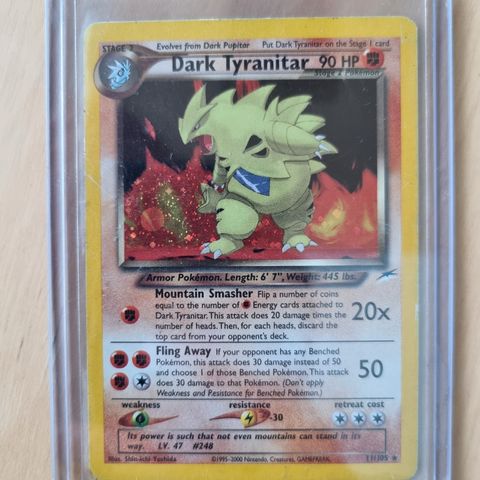 STAGE 2 Evolves from Dark Pupitar Put Dark Tyranitar on the Stage 1 card
Dark Tyranitar 90 HP
Stage 2 Pokémon
Armor Pokémon. Length: 6' 7", Weight: 445 lbs.
Mountain Smasher Flip a number of coins
equal to the number of Energy cards attached to
Dark Tyranitar. This attack does 20 damage times the
number of heads. Then, for each heads, discard the
top card from your opponent's deck.
20x
Fling Away If your opponent has any Benched
Pokémon, this attack does 30 damage instead of 50
and choose 1 of those Benched Pokémon. This attack
does 30 damage to that Pokémon. (Don't apply
Weakness and Resistance for Benched Pokémon.)
50
weakness resistance retreat cost
-30
Its power is such that not even mountains can stand in its
way. LV. 47 #248
Illus. Shin-ichi Yoshida ©1995-2000 Nintendo, Creatures, GAMEFREAK. 11/105